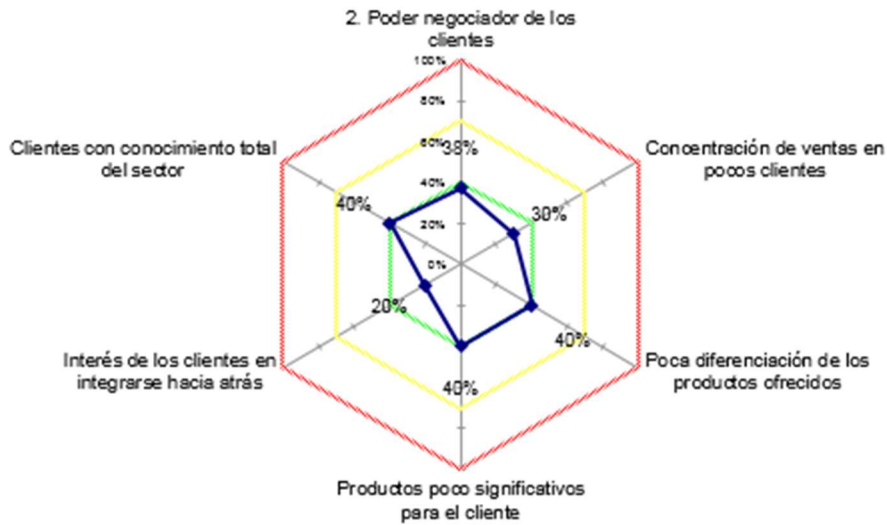 2. Poder negociador de los
clientes
100%
80%
60%
38%
40%
20%
0%
Concentración de ventas en
pocos clientes
30%
Poca diferenciación de los
productos ofrecidos
40%
Productos poco significativos
para el cliente
40%
Interés de los clientes en
integrarse hacia atrás
20%
Clientes con conocimiento total
del sector
40%